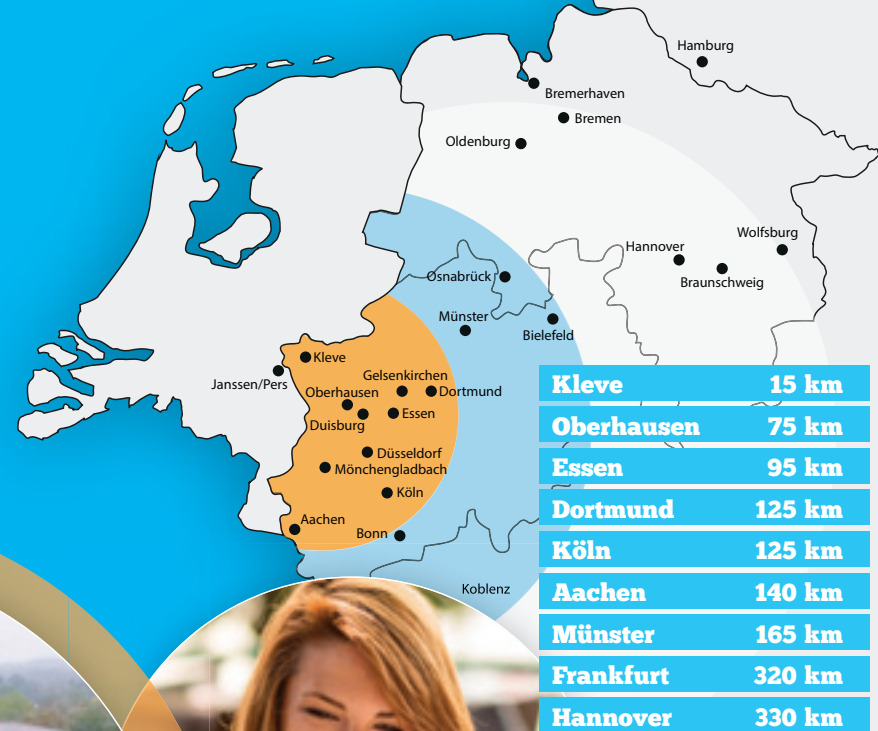 Hamburg
Bremerhaven
Bremen
Oldenburg
Wolfsburg
Hannover
Braunschweig
Osnabrück
Münster
Bielefeld
Kleve
Janssen/Pers
Gelsenkirchen
Oberhausen
Dortmund
Duisburg
Essen
Düsseldorf
Mönchengladbach
Köln
Aachen
Bonn
Koblenz
Kleve 15 km
Oberhausen 75 km
Essen 95 km
Dortmund 125 km
Köln 125 km
Aachen 140 km
Münster 165 km
Frankfurt 320 km
Hannover 330 km